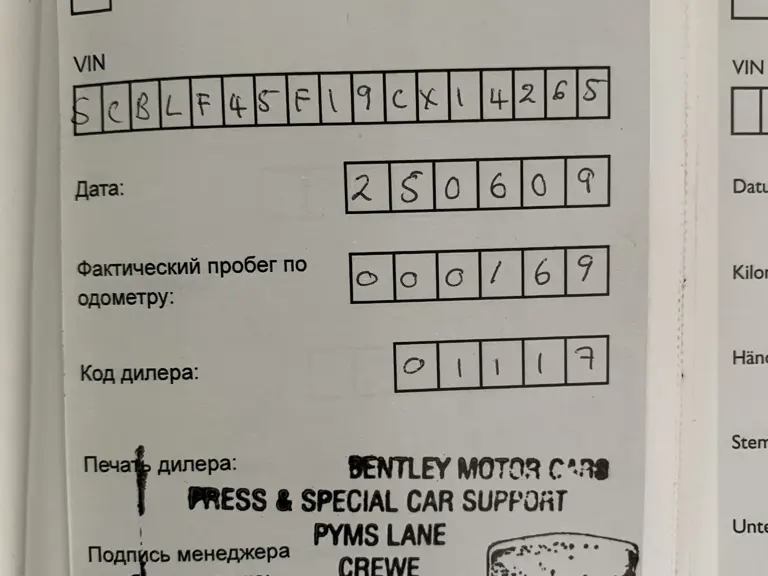 VIN
SCBLF45F19CX14265
Дата: 250609
Фактический пробег по
одометру: 000169
Код дилера: 01117
Печать дилера: BENTLEY MOTOR CARS
PRESS & SPECIAL CAR SUPPORT
PYMS LANE
Подпись менеджера
CREWE
VIN
Datu
Kilor
Händ
Stem
Unte